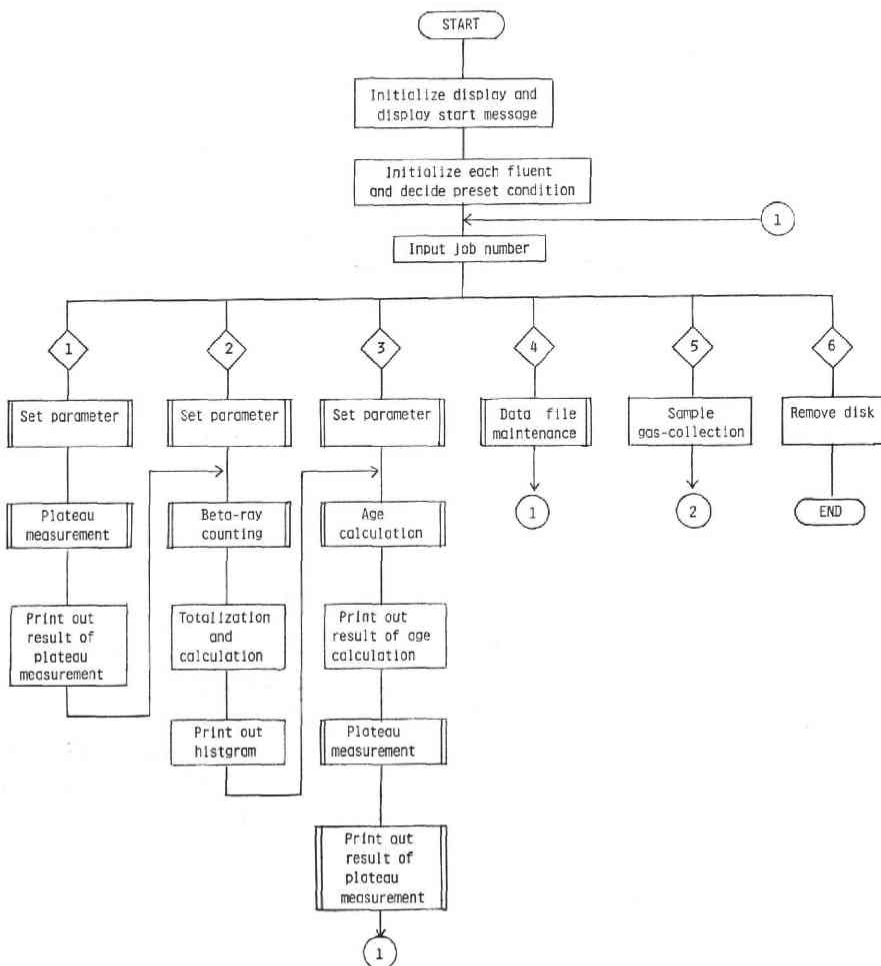 START
Initialize display and
display start message
Initialize each fluent
and decide preset condition
1
Input job number
1
2
3
4
5
6
Set parameter
Set parameter
Set parameter
Data file
maintenance
Sample
gas-collection
Remove disk
Plateau
measurement
Beta-ray
counting
Age
calculation
1
2
END
Print out
result of
plateau
measurement
Totalization
and
calculation
Print out
result of age
calculation
Print out
histgram
Plateau
measurement
Print out
result of
plateau
measurement
1